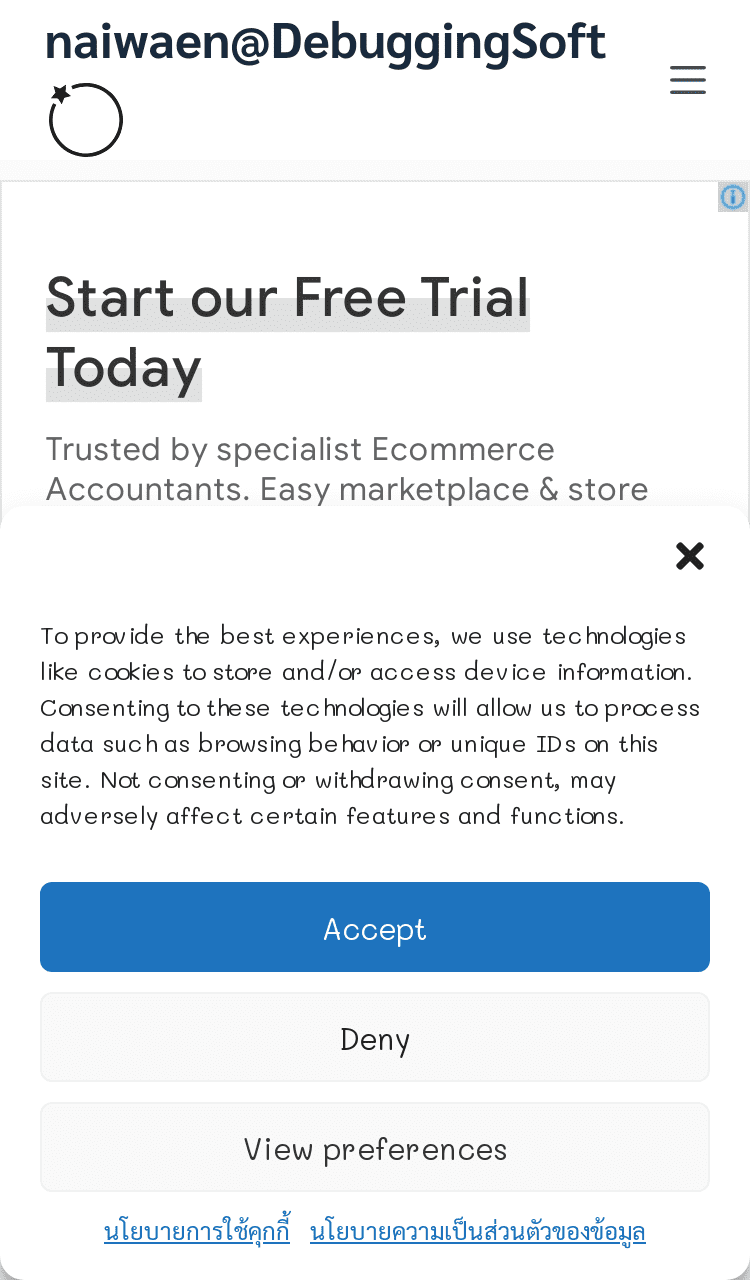 naiwaen@DebuggingSoft
Start our Free Trial
Today
Trusted by specialist Ecommerce
Accountants. Easy marketplace & store
To provide the best experiences, we use technologies
like cookies to store and/or access device information.
Consenting to these technologies will allow us to process
data such as browsing behavior or unique IDs on this
site. Not consenting or withdrawing consent, may
adversely affect certain features and functions.
Accept
Deny
View preferences
นโยบายการใช้คุกกี้ นโยบายความเป็นส่วนตัวของข้อมูล